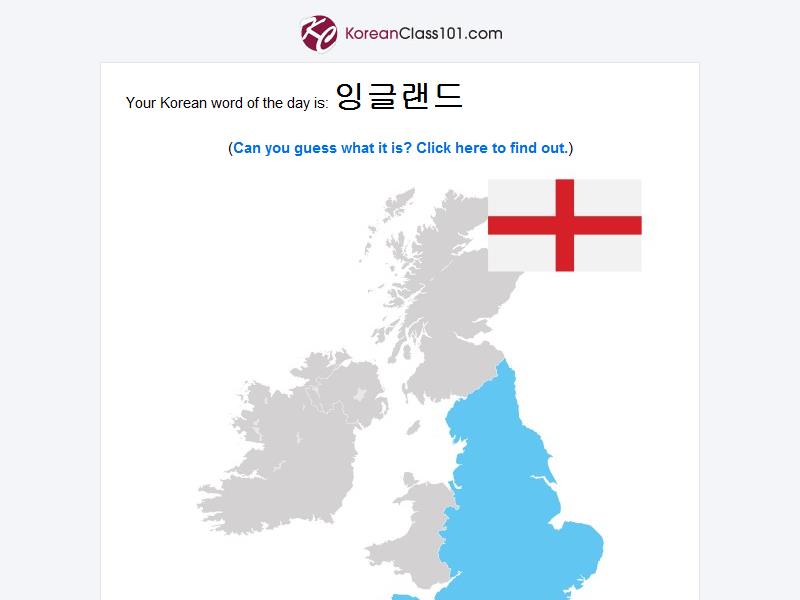 KoreanClass101.com
Your Korean word of the day is: 잉글랜드
(Can you guess what it is? Click here to find out.)